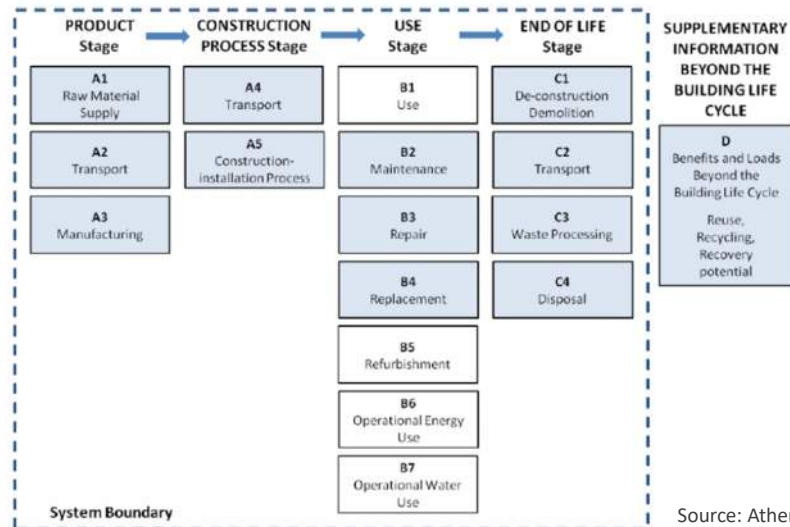 PRODUCT
Stage
CONSTRUCTION
PROCESS Stage
USE
Stage
END OF LIFE
Stage
SUPPLEMENTARY
INFORMATION
BEYOND THE
BUILDING LIFE
CYCLE
A1
Raw Material
Supply
A2
Transport
A3
Manufacturing
A4
Transport
A5
Construction-
installation Process
B1
Use
B2
Maintenance
B3
Repair
B4
Replacement
B5
Refurbishment
B6
Operational Energy
Use
B7
Operational Water
Use
C1
De-construction
Demolition
C2
Transport
C3
Waste Processing
C4
Disposal
D
Benefits and Loads
Beyond the
Building Life Cycle
Reuse,
Recycling,
Recovery
potential
System Boundary
Source: